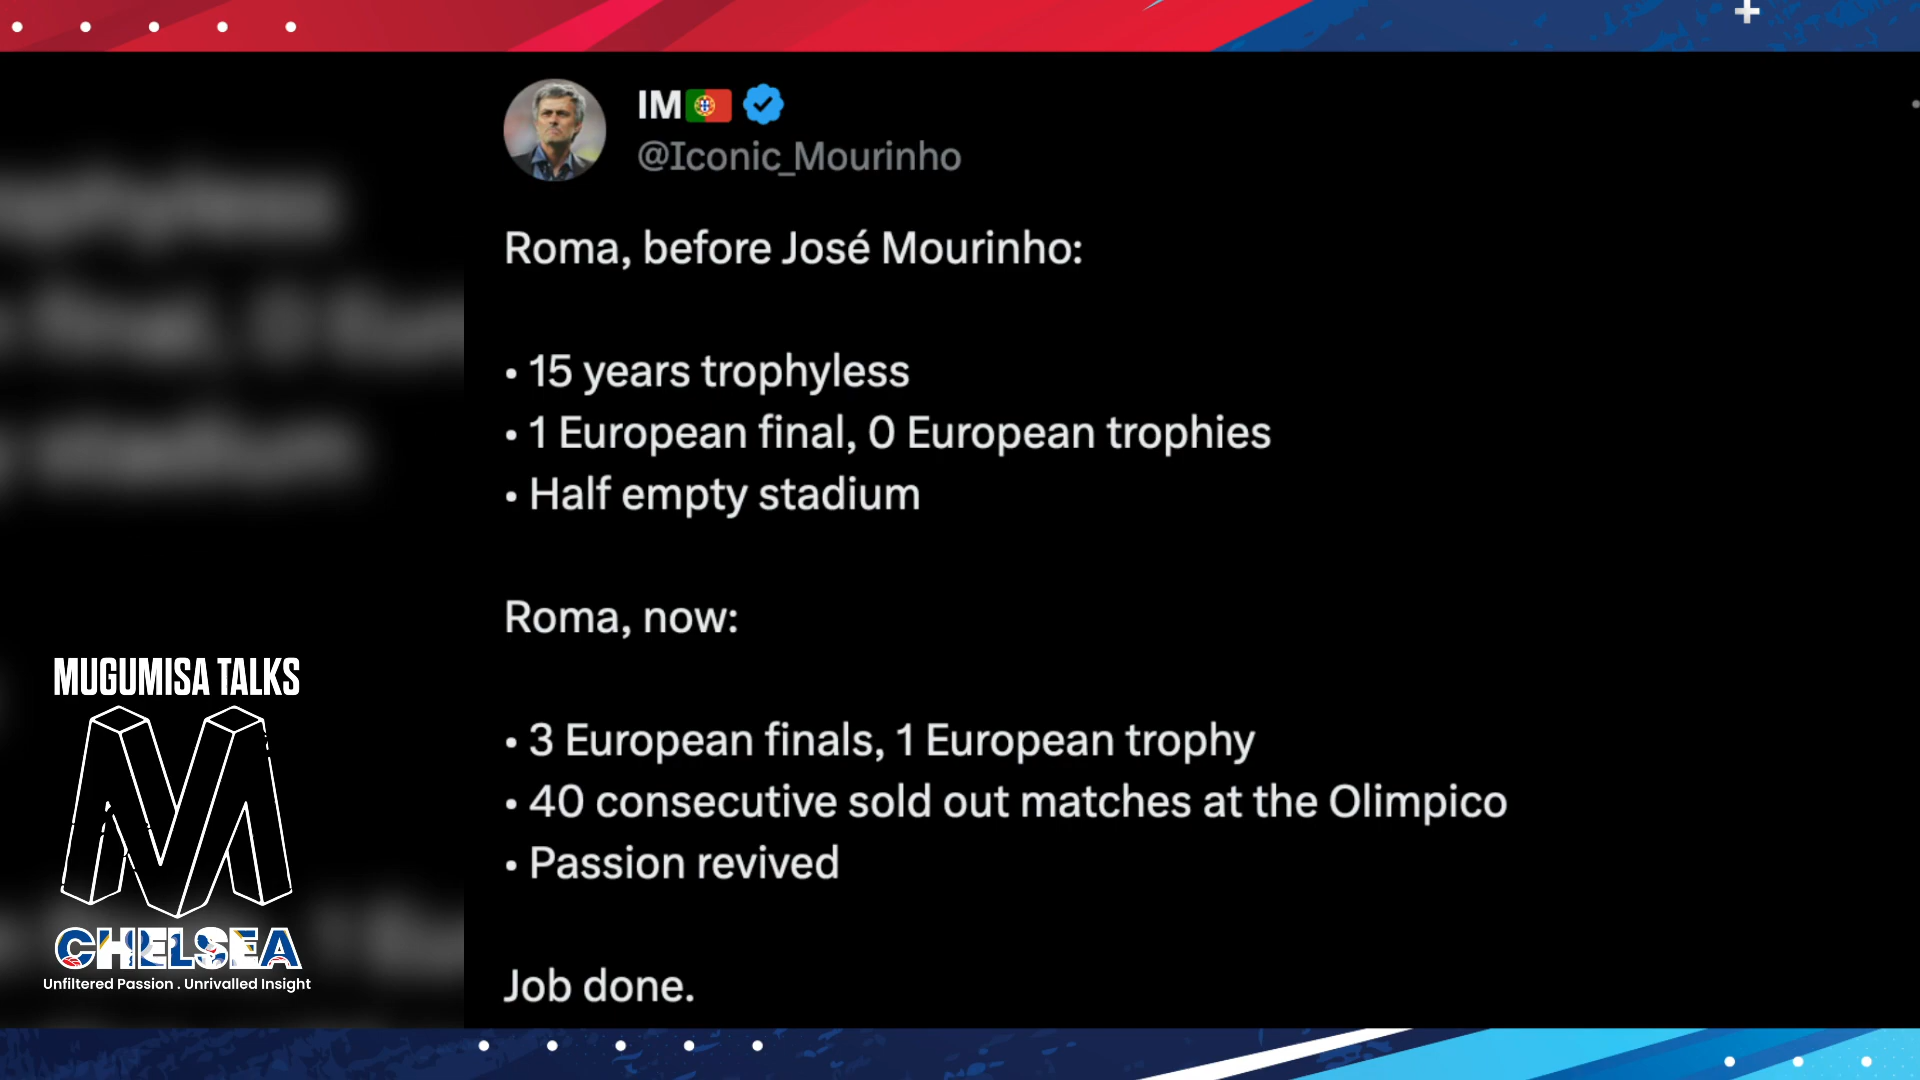 IM🇵🇹
@Iconic_Mourinho
Roma, before José Mourinho:
• 15 years trophyless
• 1 European final, 0 European trophies
• Half empty stadium
Roma, now:
• 3 European finals, 1 European trophy
• 40 consecutive sold out matches at the Olimpico
• Passion revived
Job done.
MUGUMISA TALKS
CHELSEA
Unfiltered Passion . Unrivalled Insight